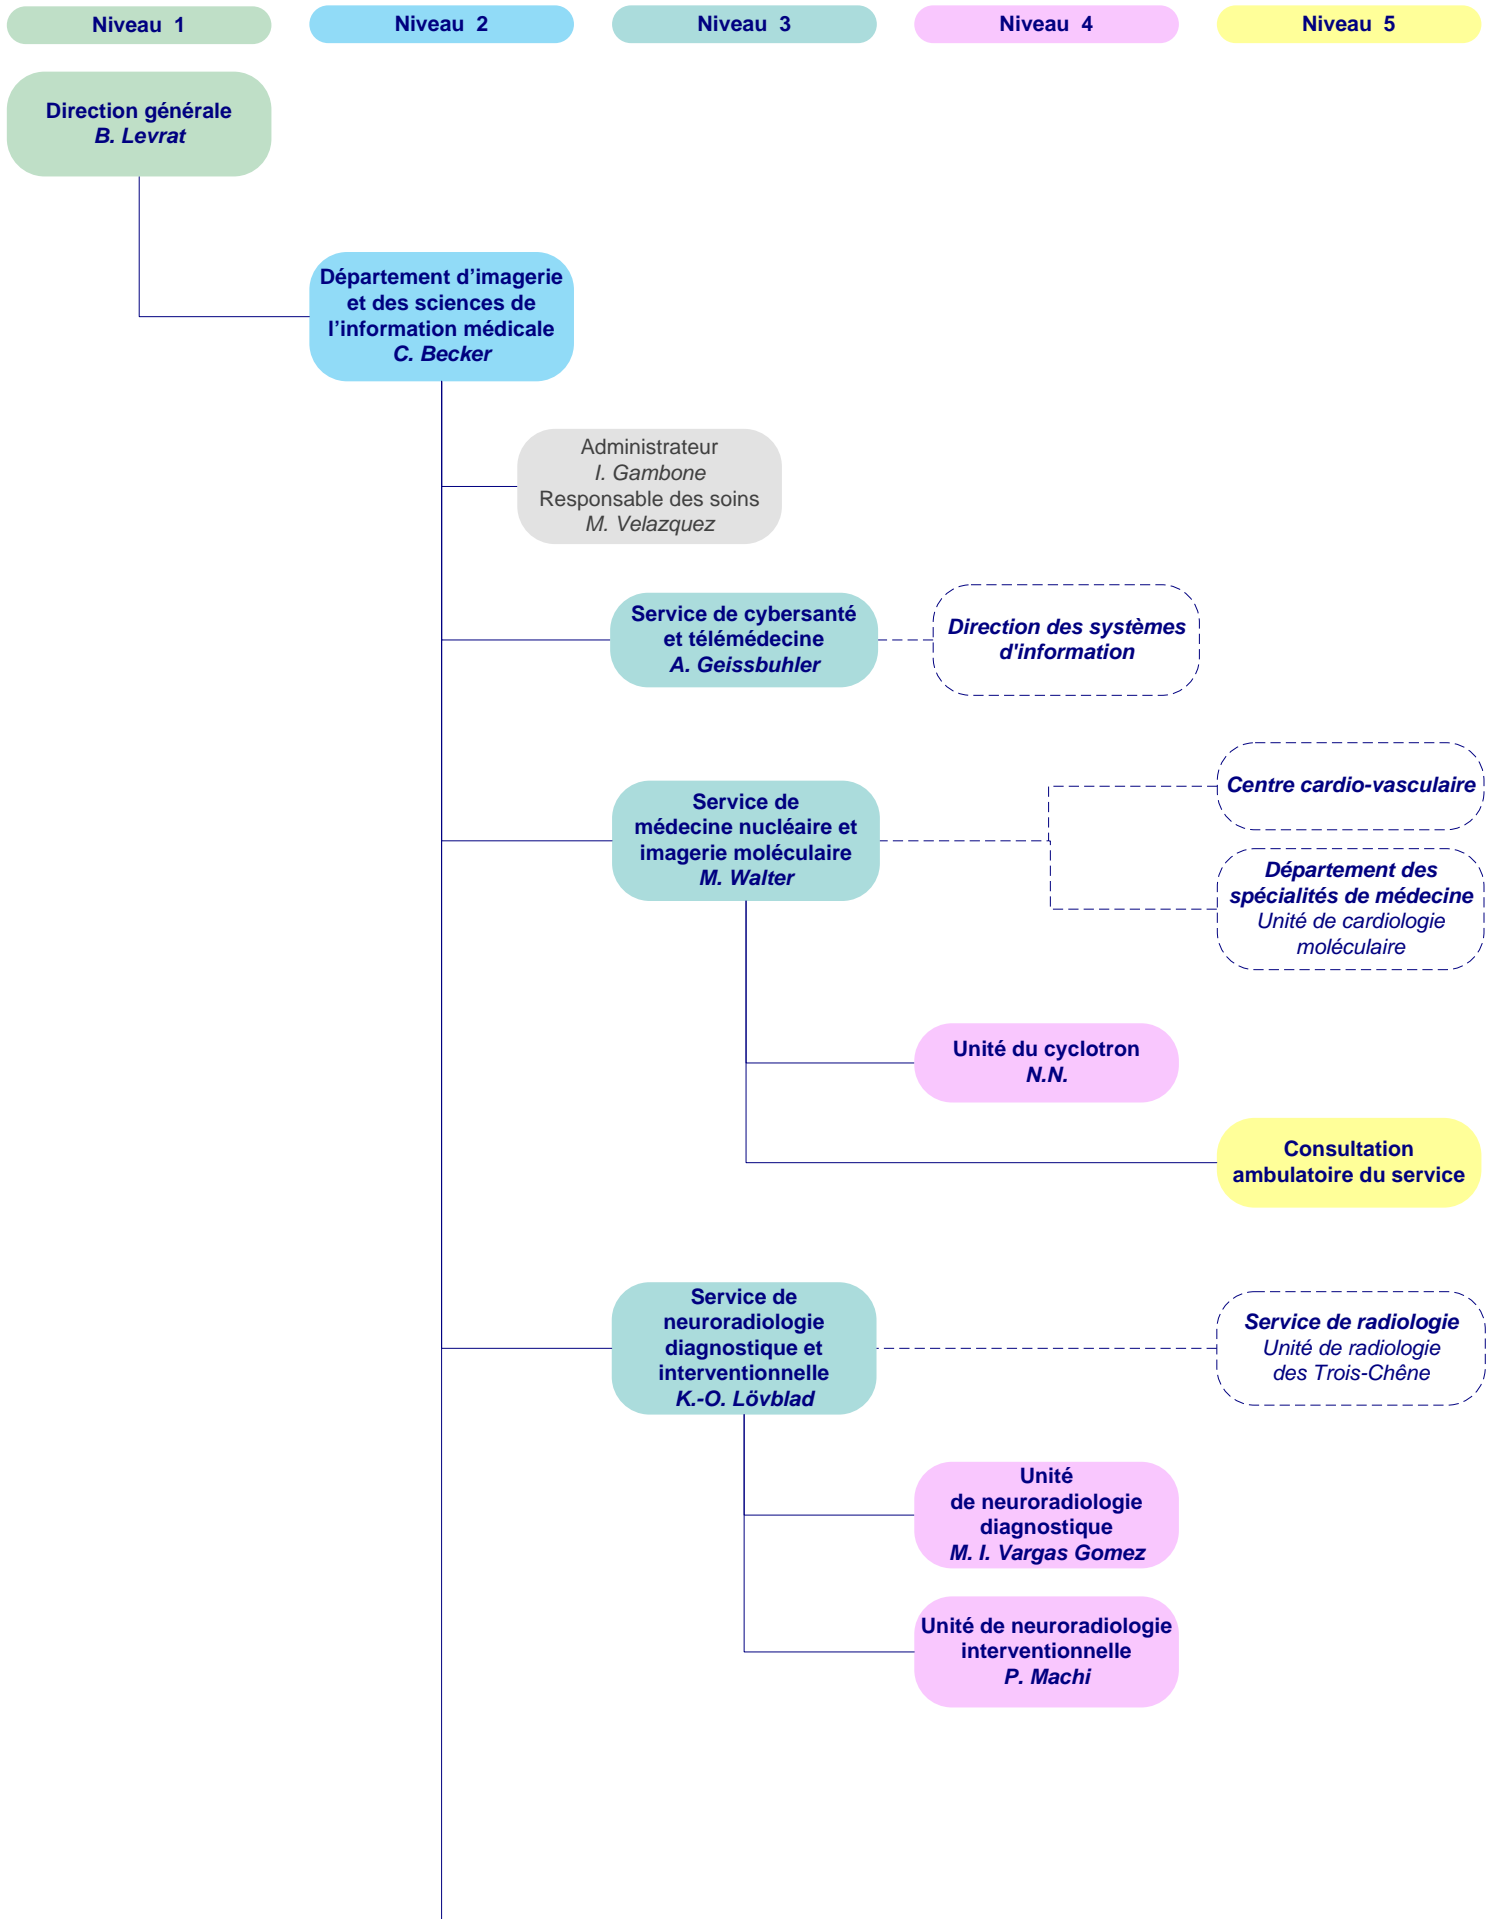 Niveau 1
Niveau 2
Niveau 3
Niveau 4
Niveau 5
Direction générale
B. Levrat
Département d’imagerie
et des sciences de
l’information médicale
C. Becker
Administrateur
I. Gambone
Responsable des soins
M. Velazquez
Service de cybersanté
et télémédecine
A. Geissbuhler
Direction des systèmes
d'information
Service de
médecine nucléaire et
imagerie moléculaire
M. Walter
Centre cardio-vasculaire
Département des
spécialités de médecine
Unité de cardiologie
moléculaire
Unité du cyclotron
N.N.
Consultation
ambulatoire du service
Service de
neuroradiologie
diagnostique et
interventionnelle
K.-O. Lövblad
Service de radiologie
Unité de radiologie
des Trois-Chêne
Unité
de neuroradiologie
diagnostique
M. I. Vargas Gomez
Unité de neuroradiologie
interventionnelle
P. Machi